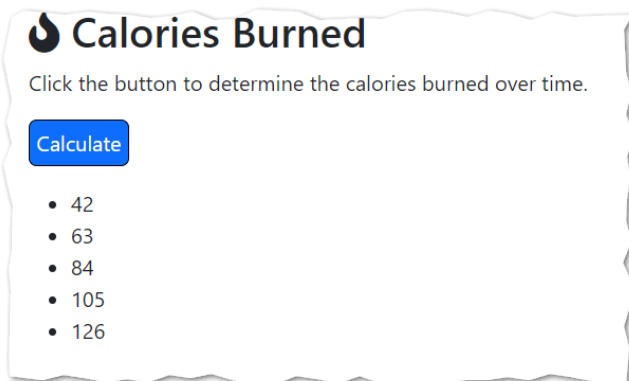 Calories Burned
Click the button to determine the calories burned over time.
Calculate
42
63
84
105
126